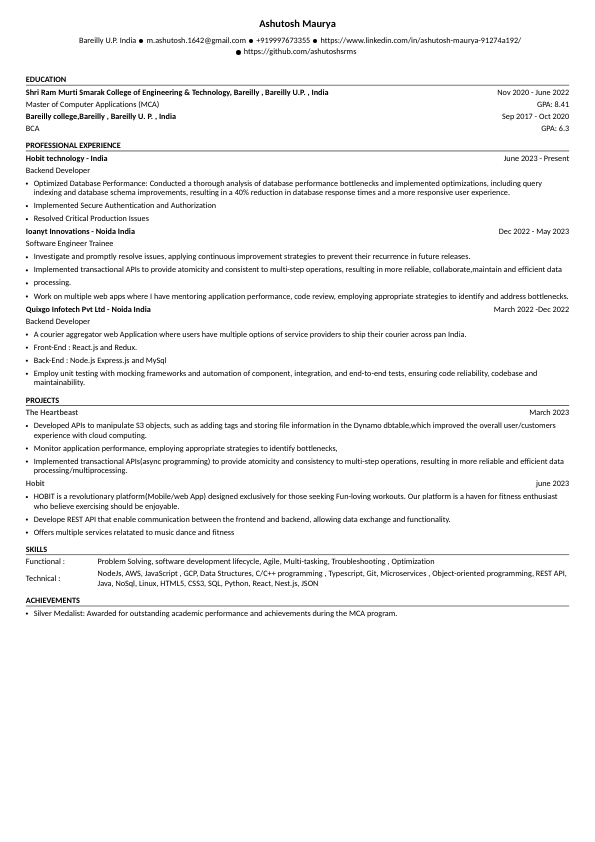 Ashutosh Maurya
Bareilly U.P. India ● m.ashutosh.1642@gmail.com ● +919997673355 ● https://www.linkedin.com/in/ashutosh-maurya-91274a192/
● https://github.com/ashutoshsrms
EDUCATION
Shri Ram Murti Smarak College of Engineering & Technology, Bareilly , Bareilly U.P. , India Nov 2020 - June 2022
Master of Computer Applications (MCA) GPA: 8.41
Bareilly college,Bareilly , Bareilly U. P. , India Sep 2017 - Oct 2020
BCA GPA: 6.3
PROFESSIONAL EXPERIENCE
Hobit technology - India June 2023 - Present
Backend Developer
• Optimized Database Performance: Conducted a thorough analysis of database performance bottlenecks and implemented optimizations, including query
indexing and database schema improvements, resulting in a 40% reduction in database response times and a more responsive user experience.
• Implemented Secure Authentication and Authorization
• Resolved Critical Production Issues
Ioanyt Innovations - Noida India Dec 2022 - May 2023
Software Engineer Trainee
• Investigate and promptly resolve issues, applying continuous improvement strategies to prevent their recurrence in future releases.
• Implemented transactional APIs to provide atomicity and consistent to multi-step operations, resulting in more reliable, collaborate,maintain and efficient data
• processing.
• Work on multiple web apps where I have mentoring application performance, code review, employing appropriate strategies to identify and address bottlenecks.
Quixgo Infotech Pvt Ltd - Noida India March 2022 -Dec 2022
Backend Developer
• A courier aggregator web Application where users have multiple options of service providers to ship their courier across pan India.
• Front-End : React.js and Redux.
• Back-End : Node.js Express.js and MySql
• Employ unit testing with mocking frameworks and automation of component, integration, and end-to-end tests, ensuring code reliability, codebase and
maintainability.
PROJECTS
The Heartbeast March 2023
• Developed APIs to manipulate S3 objects, such as adding tags and storing file information in the Dynamo dbtable,which improved the overall user/customers
experience with cloud computing.
• Monitor application performance, employing appropriate strategies to identify bottlenecks,
• Implemented transactional APIs(async programming) to provide atomicity and consistency to multi-step operations, resulting in more reliable and efficient data
processing/multiprocessing.
Hobit june 2023
• HOBIT is a revolutionary platform(Mobile/web App) designed exclusively for those seeking Fun-loving workouts. Our platform is a haven for fitness enthusiast
who believe exercising should be enjoyable.
• Develope REST API that enable communication between the frontend and backend, allowing data exchange and functionality.
• Offers multiple services relatated to music dance and fitness
SKILLS
Functional : Problem Solving, software development lifecycle, Agile, Multi-tasking, Troubleshooting , Optimization
Technical : NodeJs, AWS, JavaScript , GCP, Data Structures, C/C++ programming , Typescript, Git, Microservices , Object-oriented programming, REST API,
Java, NoSql, Linux, HTML5, CSS3, SQL, Python, React, Nest.js, JSON
ACHIEVEMENTS
• Silver Medalist: Awarded for outstanding academic performance and achievements during the MCA program.